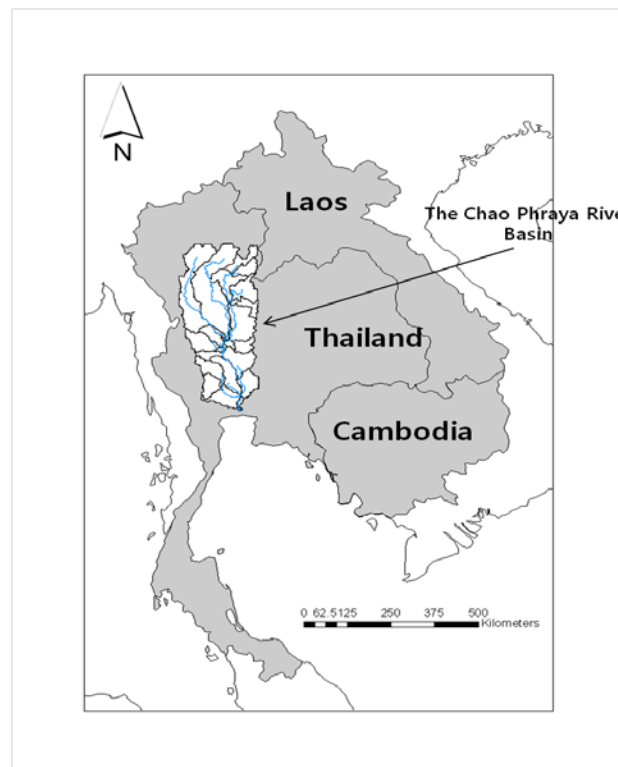 N
Laos
The Chao Phraya Rive
Basin
Thailand
Cambodia
0 62.5125 250 375 500
Kilometers